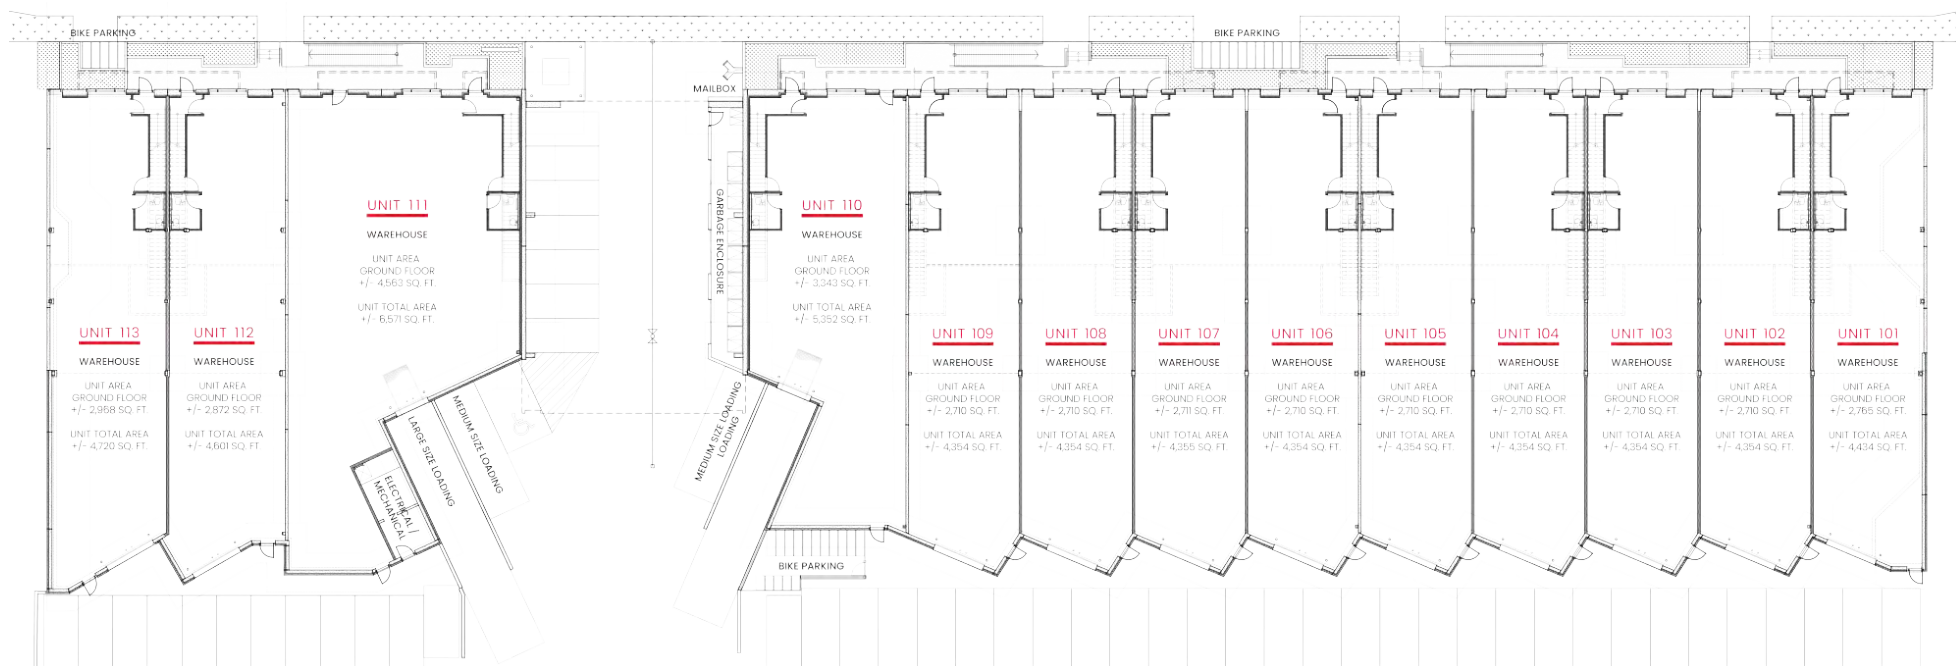 BIKE PARKING
BIKE PARKING
MAILBOX
GARBAGE ENCLOSURE
UNIT 111
WAREHOUSE
UNIT AREA
GROUND FLOOR
+/- 4,563 SQ. FT.
UNIT TOTAL AREA
+/- 6,571 SQ. FT.
UNIT 110
WAREHOUSE
UNIT AREA
GROUND FLOOR
+/- 3,343 SQ. FT.
UNIT TOTAL AREA
+/- 5,352 SQ. FT.
UNIT 113
WAREHOUSE
UNIT AREA
GROUND FLOOR
+/- 2,968 SQ. FT
UNIT TOTAL AREA
+/- 4,720 SQ. FT.
UNIT 112
WAREHOUSE
UNIT AREA
GROUND FLOOR
+/- 2,872 SQ. FT.
UNIT TOTAL AREA
+/- 4,601 SQ. FT.
UNIT 109
WAREHOUSE
UNIT AREA
GROUND FLOOR
+/- 2,710 SQ. FT.
UNIT TOTAL AREA
+/- 4,354 SQ. FT.
UNIT 108
WAREHOUSE
UNIT AREA
GROUND FLOOR
+/- 2,710 SQ. FT.
UNIT TOTAL AREA
+/- 4,354 SQ. FT.
UNIT 107
WAREHOUSE
UNIT AREA
GROUND FLOOR
+/- 2,711 SQ. FT.
UNIT TOTAL AREA
+/- 4,355 SQ. FT.
UNIT 106
WAREHOUSE
UNIT AREA
GROUND FLOOR
+/- 2,710 SQ. FT.
UNIT TOTAL AREA
+/- 4,354 SQ. FT.
UNIT 105
WAREHOUSE
UNIT AREA
GROUND FLOOR
+/- 2,710 SQ. FT.
UNIT TOTAL AREA
+/- 4,354 SQ. FT.
UNIT 104
WAREHOUSE
UNIT AREA
GROUND FLOOR
+/- 2,710 SQ. FT.
UNIT TOTAL AREA
+/- 4,354 SQ. FT.
UNIT 103
WAREHOUSE
UNIT AREA
GROUND FLOOR
+/- 2,710 SQ. FT.
UNIT TOTAL AREA
+/- 4,354 SQ. FT.
UNIT 102
WAREHOUSE
UNIT AREA
GROUND FLOOR
+/- 2,710 SQ. FT.
UNIT TOTAL AREA
+/- 4,354 SQ. FT.
UNIT 101
WAREHOUSE
UNIT AREA
GROUND FLOOR
+/- 2,765 SQ. FT.
UNIT TOTAL AREA
+/- 4,434 SQ. FT.
MEDIUM SIZE LOADING
LARGE SIZE LOADING
ELECTRICAL /
MECHANICAL
MEDIUM SIZE LOADING
LOADING
BIKE PARKING